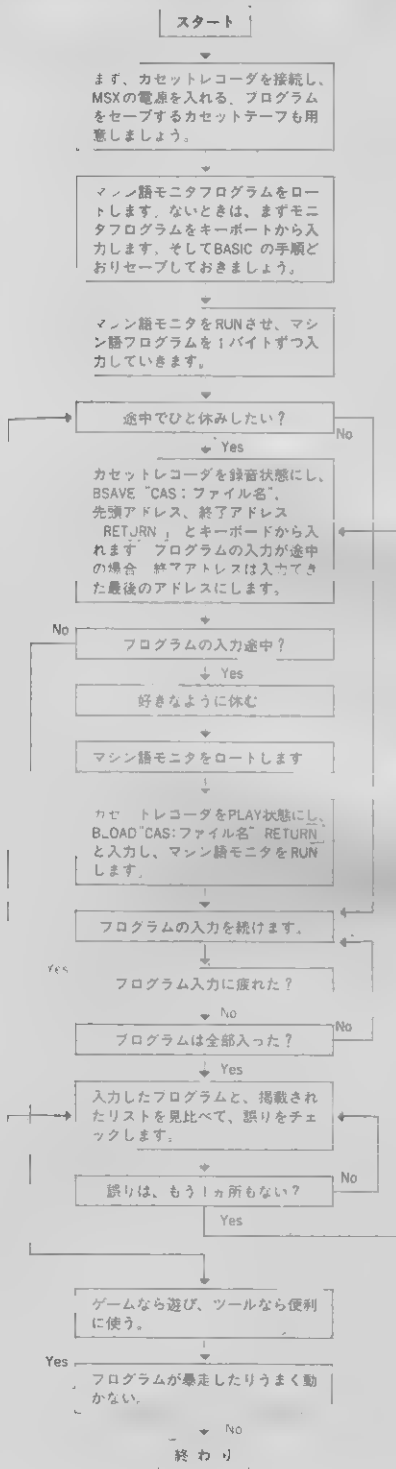 スタート
まず、カセットレコーダを接続し、
MSXの電源を入れる、プログラム
をセーブするカセットテープも用
意しましょう。
マシン語モニタプログラムをロー
トします。ないときは、まずモニ
タプログラムをキーボートから入
力します、そしてBASIC の手順ど
おりセーブしておきましょう。
マシン語モニタをRUNさせ、マシ
ン語プログラムを1バイトずつ入
力していきます。
途中でひと休みしたい?
No
Yes
カセットレコーダを録音状態にし、
BSAVE "CAS:ファイル名",
先頭アドレス、終了アドレス
RETURN 」とキーボードから入
れます プログラムの入力が途中
の場合 終了アトレスは入力でき
た最後のアドレスにします。
No
プログラムの入力途中?
Yes
好きなように休む
マシン語モニタをロートします
カセ トレコーダをPLAY状態にし、
BLOAD"CAS:ファイル名" RETURN
と入力し、マシン語モニタをRUN
します。
プログラムの入力を続けます。
Yes
プログラム入力に疲れた?
No
プログラムは全部入った?
No
Yes
入力したプログラムと、掲載され
たリストを見比べて、誤りをチェ
ックします。
誤りは、もう1ヵ所もない?
No
Yes
ゲームなら遊び、ツールなら便利
に使う。
Yes
プログラムが暴走したりうまく動
かない。
No
終わり